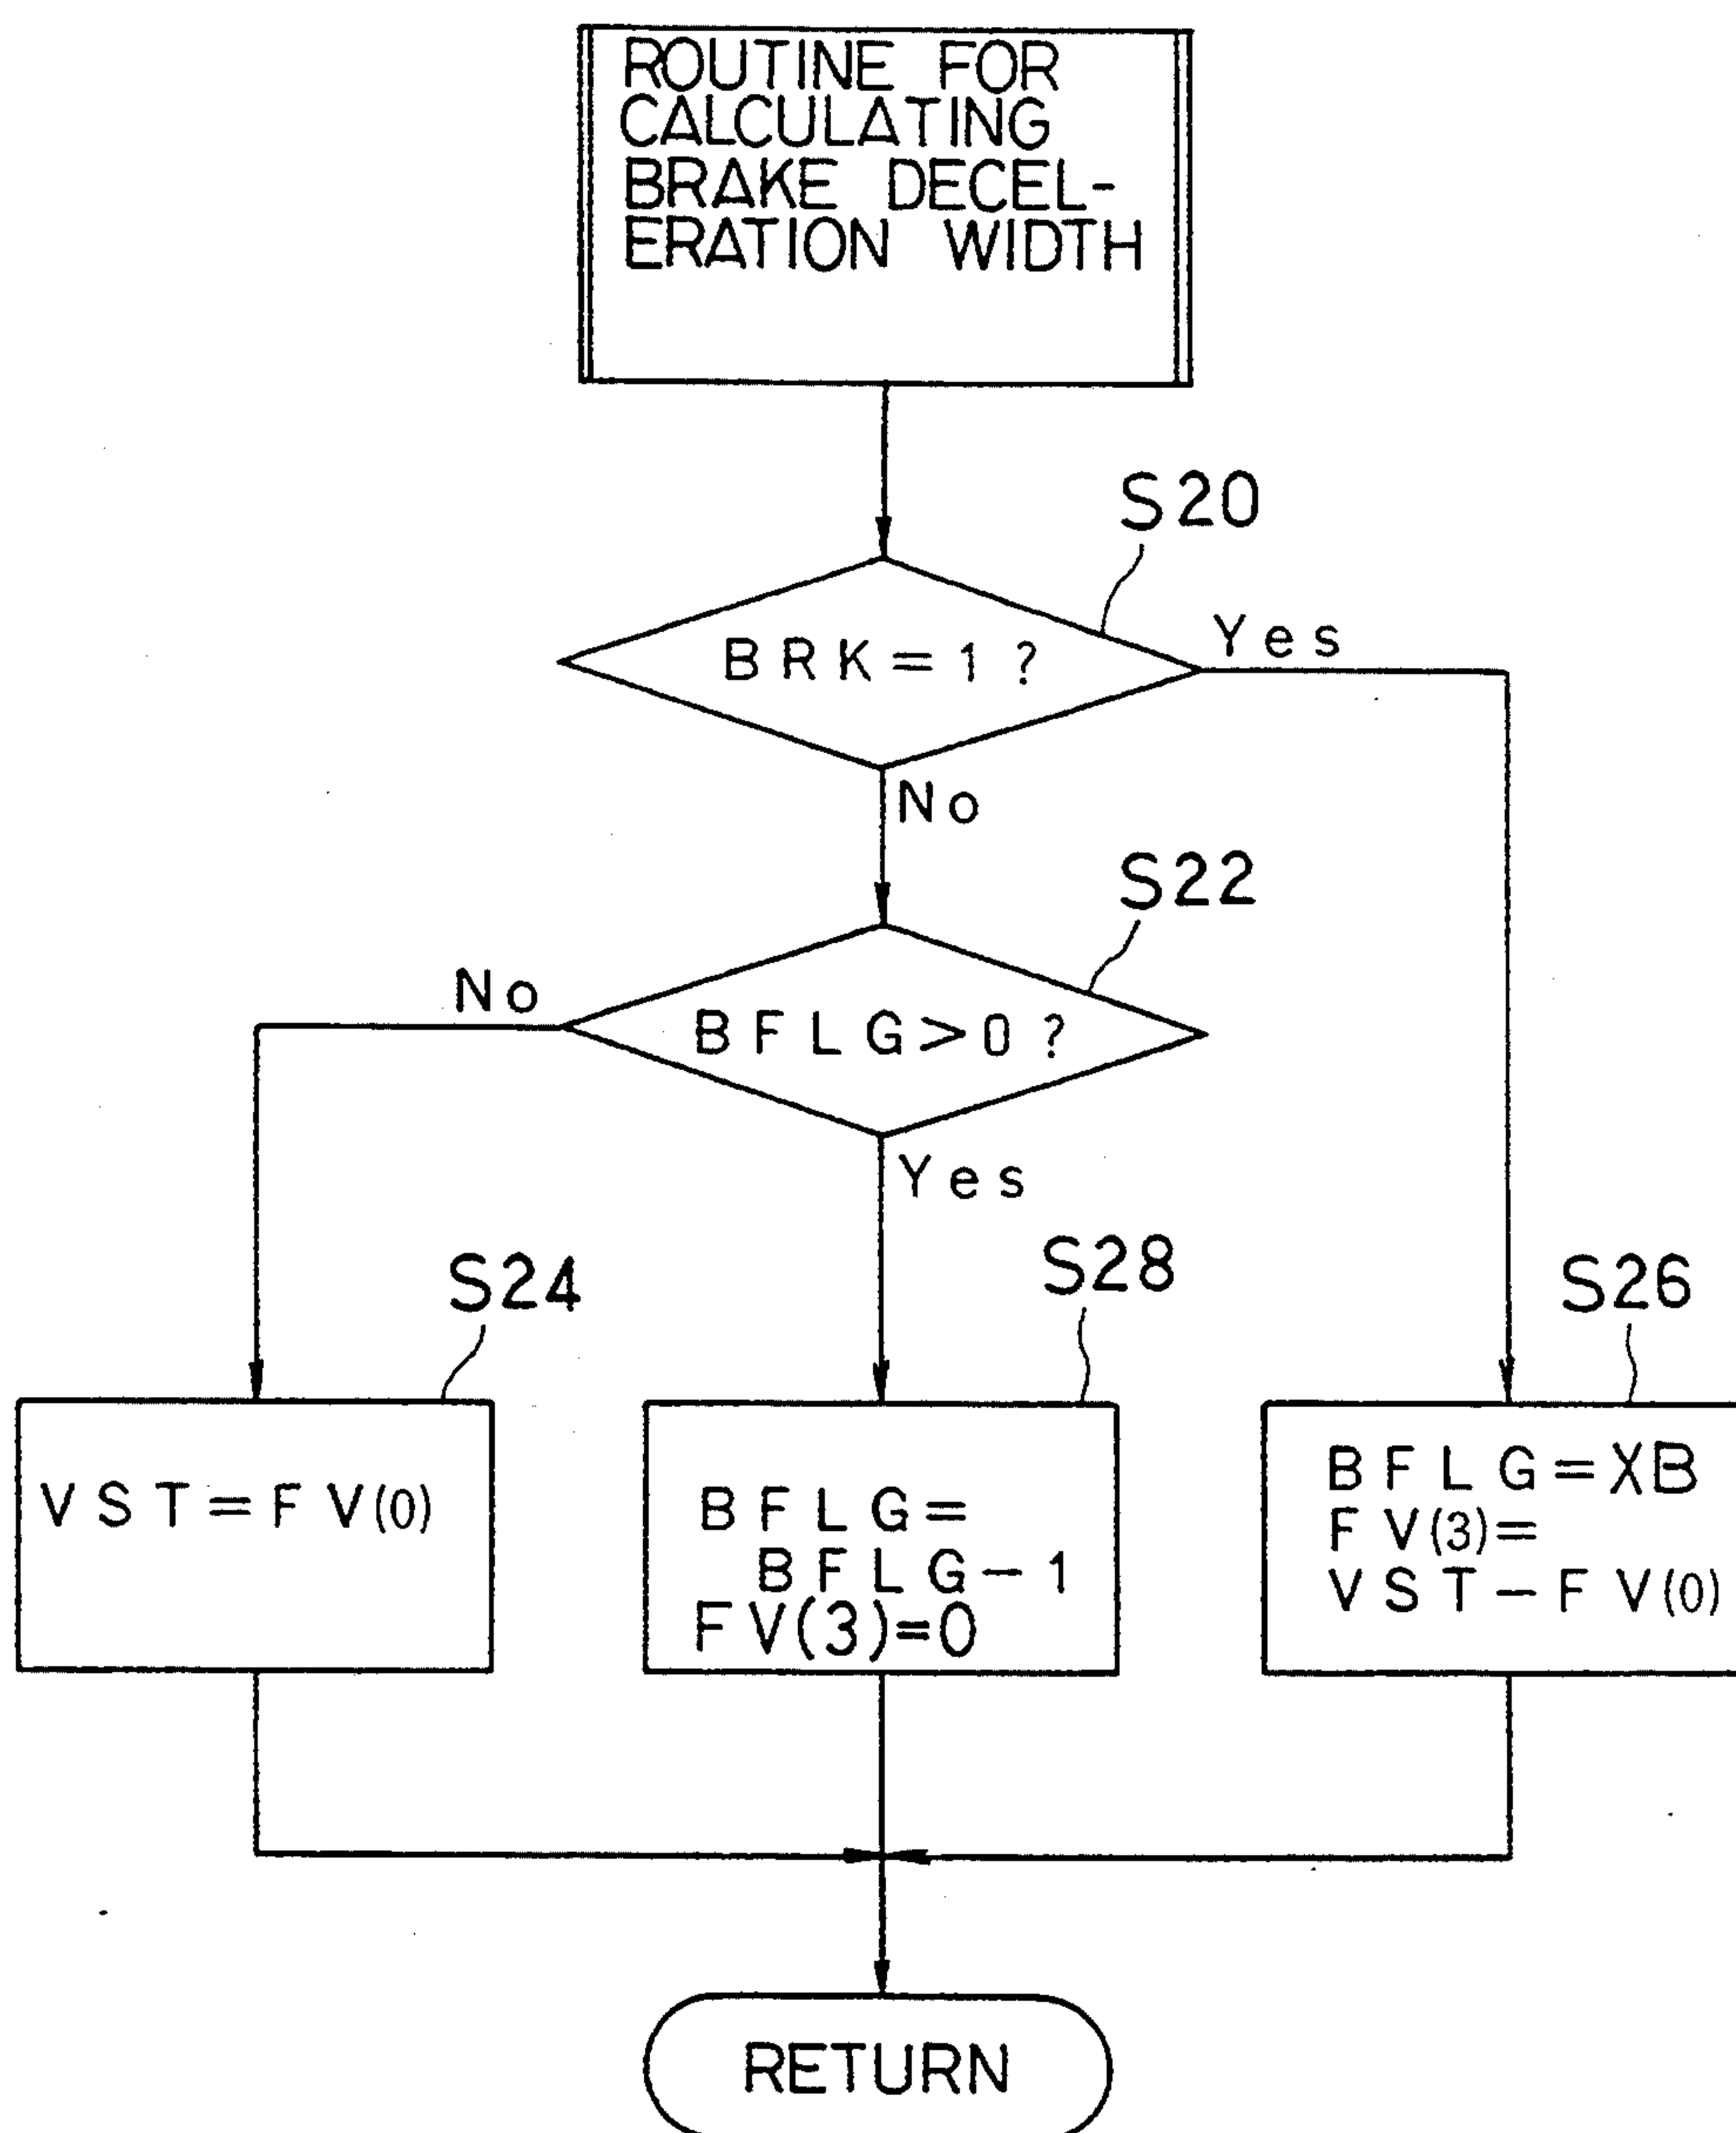 ROUTINE FOR
CALCULATING
BRAKE DECEL-
ERATION WIDTH
S20
BRK=1?
Yes
No
S22
BFLG>0?
No
Yes
S24
VST=FV(0)
S28
BFLG=
BFLG-1
FV(3)=0
S26
BFLG=XB
FV(3)=
VST-FV(0)
RETURN